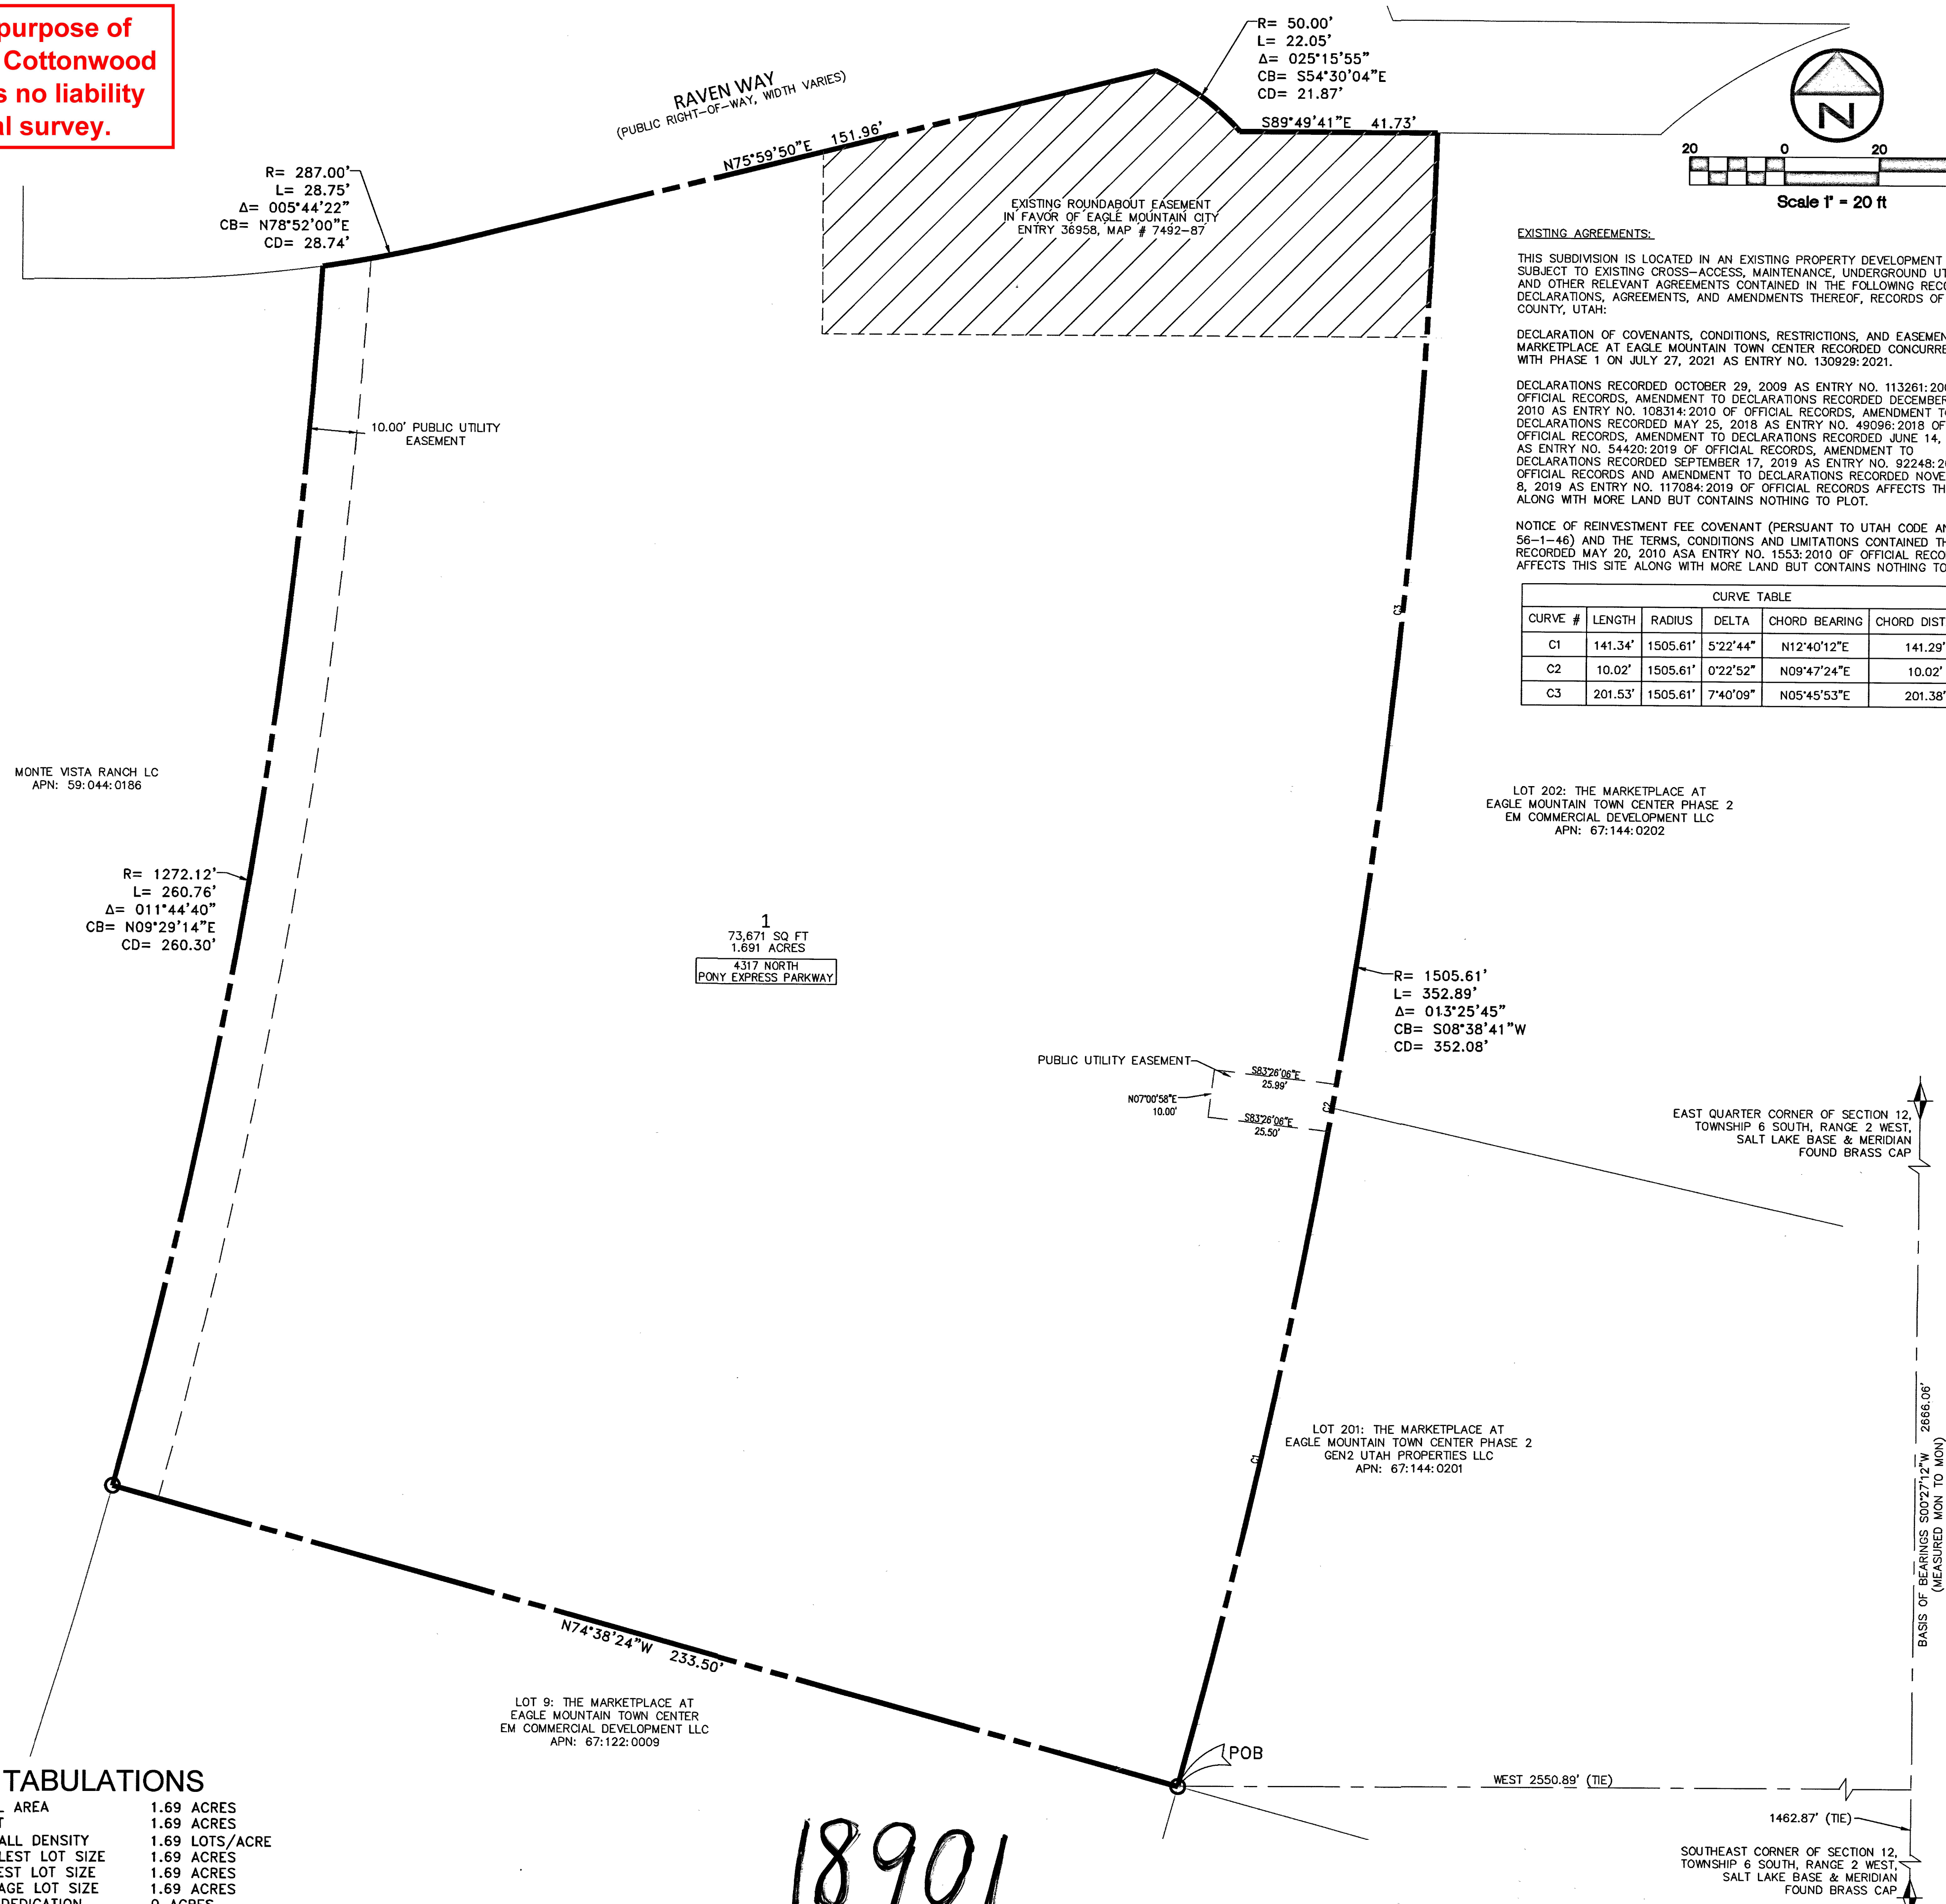 purpose of
Cottonwood
s no liability
al survey.
R= 50.00'
L= 22.05'
Δ= 025°15'55"
CB= S54°30'04"E
CD= 21.87'
RAVEN WAY
(PUBLIC RIGHT-OF-WAY, WIDTH VARIES)
N75°59'50"E 151.96'
S89°49'41"E 41.73'
N
20 0 20
Scale 1" = 20 ft
R= 287.00'
L= 28.75'
Δ= 005°44'22"
CB= N78°52'00"E
CD= 28.74'
EXISTING ROUNDABOUT EASEMENT
IN FAVOR OF EAGLE MOUNTAIN CITY
ENTRY 36958, MAP # 7492-87
EXISTING AGREEMENTS:
THIS SUBDIVISION IS LOCATED IN AN EXISTING PROPERTY DEVELOPMENT
SUBJECT TO EXISTING CROSS-ACCESS, MAINTENANCE, UNDERGROUND UT
AND OTHER RELEVANT AGREEMENTS CONTAINED IN THE FOLLOWING RECO
DECLARATIONS, AGREEMENTS, AND AMENDMENTS THEREOF, RECORDS OF
COUNTY, UTAH:
DECLARATION OF COVENANTS, CONDITIONS, RESTRICTIONS, AND EASEMEN
MARKETPLACE AT EAGLE MOUNTAIN TOWN CENTER RECORDED CONCURRE
WITH PHASE 1 ON JULY 27, 2021 AS ENTRY NO. 130929:2021.
DECLARATIONS RECORDED OCTOBER 29, 2009 AS ENTRY NO. 113261:200
OFFICIAL RECORDS, AMENDMENT TO DECLARATIONS RECORDED DECEMBER
2010 AS ENTRY NO. 108314:2010 OF OFFICIAL RECORDS, AMENDMENT TO
DECLARATIONS RECORDED MAY 25, 2018 AS ENTRY NO. 49096:2018 OF
OFFICIAL RECORDS, AMENDMENT TO DECLARATIONS RECORDED JUNE 14,
AS ENTRY NO. 54420:2019 OF OFFICIAL RECORDS, AMENDMENT TO
DECLARATIONS RECORDED SEPTEMBER 17, 2019 AS ENTRY NO. 92248:20
OFFICIAL RECORDS AND AMENDMENT TO DECLARATIONS RECORDED NOVE
8, 2019 AS ENTRY NO. 117084:2019 OF OFFICIAL RECORDS AFFECTS TH
ALONG WITH MORE LAND BUT CONTAINS NOTHING TO PLOT.
NOTICE OF REINVESTMENT FEE COVENANT (PERSUANT TO UTAH CODE AN
56-1-46) AND THE TERMS, CONDITIONS AND LIMITATIONS CONTAINED TH
RECORDED MAY 20, 2010 ASA ENTRY NO. 1553:2010 OF OFFICIAL RECO
AFFECTS THIS SITE ALONG WITH MORE LAND BUT CONTAINS NOTHING TO
CURVE TABLE
CURVE # LENGTH RADIUS DELTA CHORD BEARING CHORD DIST
C1 141.34' 1505.61' 5°22'44" N12°40'12"E 141.29'
C2 10.02' 1505.61' 0°22'52" N09°47'24"E 10.02'
C3 201.53' 1505.61' 7°40'09" N05°45'53"E 201.38'
10.00' PUBLIC UTILITY
EASEMENT
C3
MONTE VISTA RANCH LC
APN: 59:044:0186
LOT 202: THE MARKETPLACE AT
EAGLE MOUNTAIN TOWN CENTER PHASE 2
EM COMMERCIAL DEVELOPMENT LLC
APN: 67:144:0202
R= 1272.12'
L= 260.76'
Δ= 011°44'40"
CB= N09°29'14"E
CD= 260.30'
1
73,671 SQ FT
1.691 ACRES
4317 NORTH
PONY EXPRESS PARKWAY
R= 1505.61'
L= 352.89'
Δ= 013°25'45"
CB= S08°38'41"W
CD= 352.08'
PUBLIC UTILITY EASEMENT
S83°26'06"E
25.99'
N07°00'58"E
10.00'
S83°26'06"E
25.50'
C2
EAST QUARTER CORNER OF SECTION 12,
TOWNSHIP 6 SOUTH, RANGE 2 WEST,
SALT LAKE BASE & MERIDIAN
FOUND BRASS CAP
C1
LOT 201: THE MARKETPLACE AT
EAGLE MOUNTAIN TOWN CENTER PHASE 2
GEN2 UTAH PROPERTIES LLC
APN: 67:144:0201
BASIS OF BEARINGS S00°27'12"W 2666.06'
(MEASURED MON TO MON)
N74°38'24"W 233.50'
LOT 9: THE MARKETPLACE AT
EAGLE MOUNTAIN TOWN CENTER
EM COMMERCIAL DEVELOPMENT LLC
APN: 67:122:0009
POB
WEST 2550.89' (TIE)
1462.87' (TIE)
SOUTHEAST CORNER OF SECTION 12,
TOWNSHIP 6 SOUTH, RANGE 2 WEST,
SALT LAKE BASE & MERIDIAN
FOUND BRASS CAP
TABULATIONS
L AREA 1.69 ACRES
T 1.69 ACRES
ALL DENSITY 1.69 LOTS/ACRE
LEST LOT SIZE 1.69 ACRES
EST LOT SIZE 1.69 ACRES
AGE LOT SIZE 1.69 ACRES
DEDICATION 0 ACRES
18901